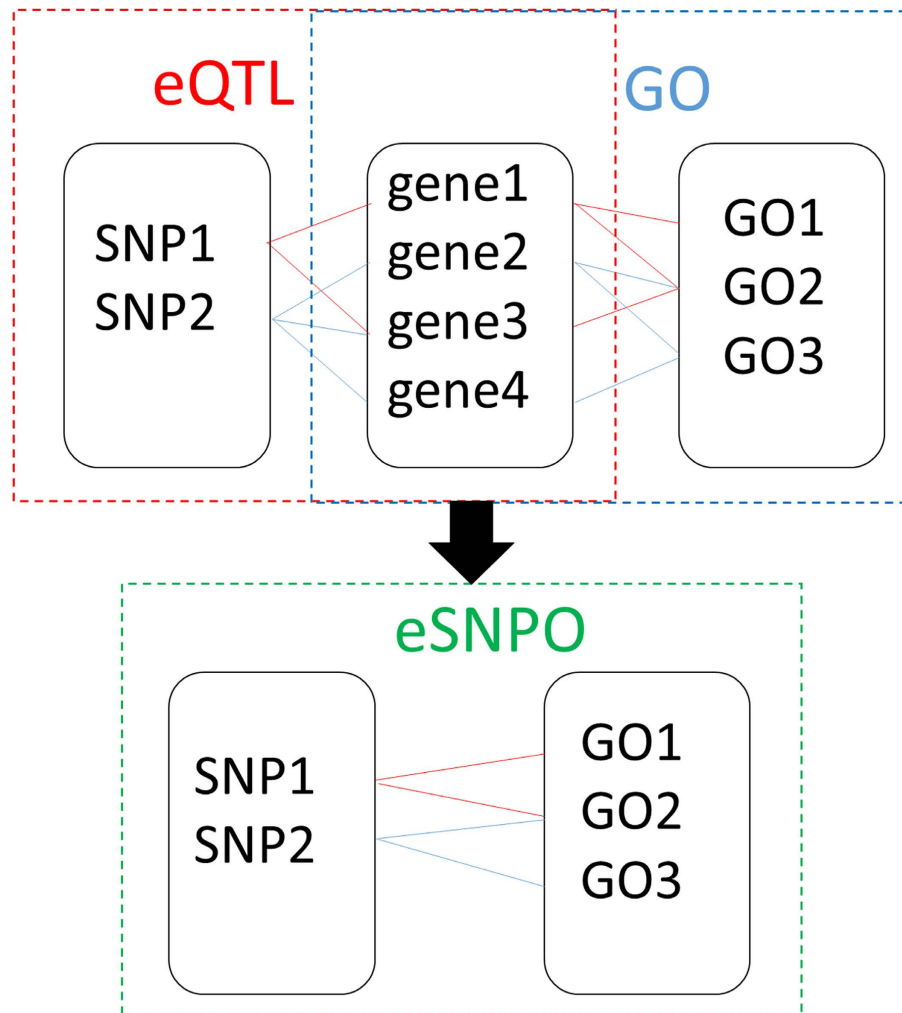 eQTL
GO
SNP1
SNP2
gene1
gene2
gene3
gene4
GO1
GO2
GO3
eSNPO
SNP1
SNP2
GO1
GO2
GO3